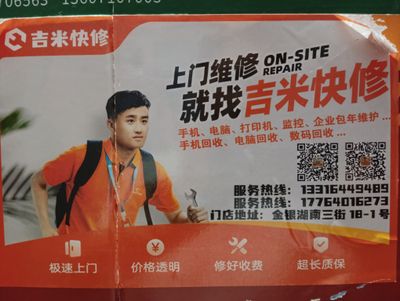 吉米快修
上门维修 ON-SITE REPAIR
就找吉米快修
手机、电脑、打印机、监控、企业包年维护...
手机回收、电脑回收、数码回收...
服务热线: 13316449489
服务热线: 17764016273
门店地址: 金银湖南三街 18-1 号
极速上门 价格透明 修好收费 超长质保